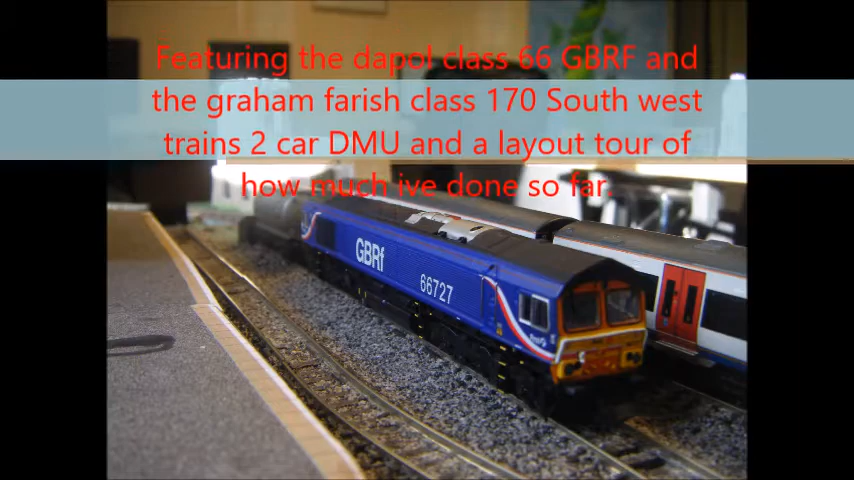 Featuring the dapol class 66 GBRF and
the graham farish class 170 South west
trains 2 car DMU and a layout tour of
how much ive done so far.
GBRf
66727